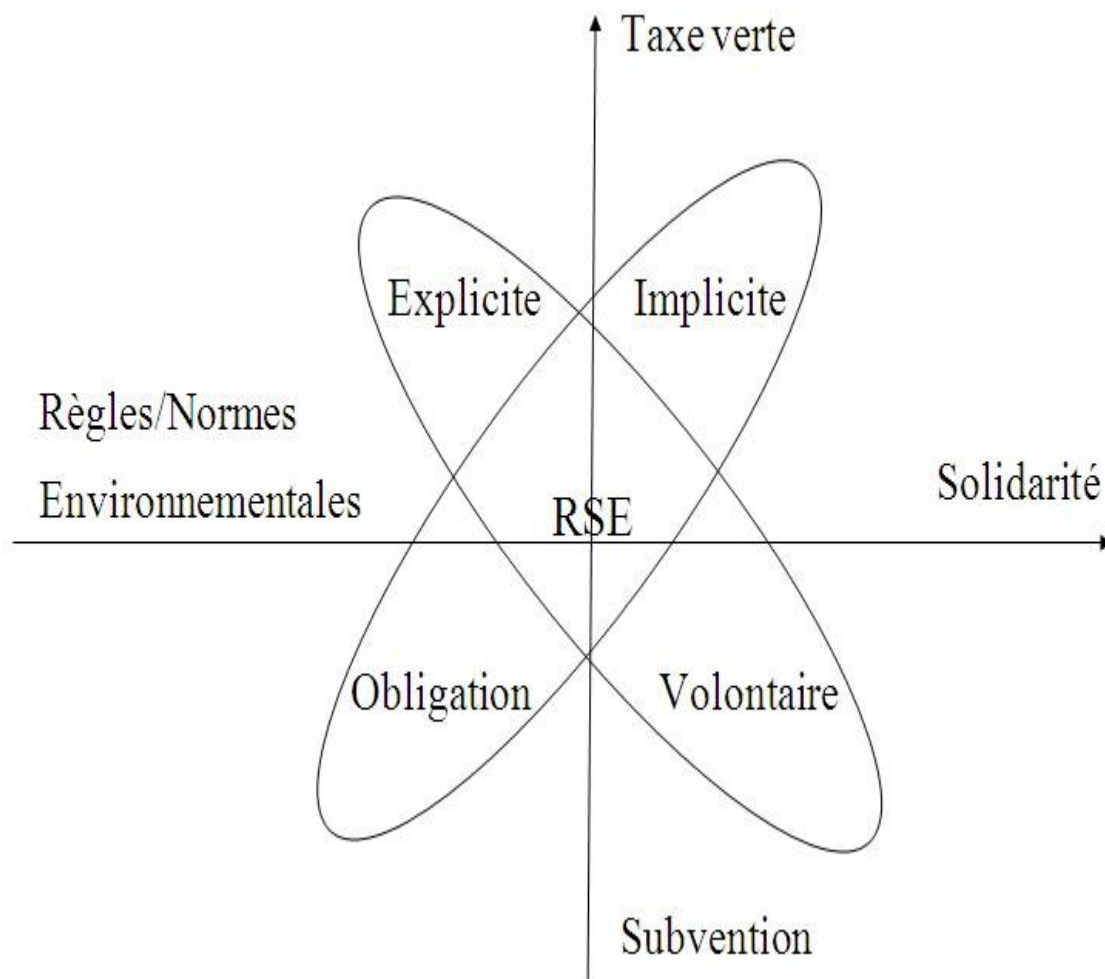 Taxe verte
Explicite
Implicite
Règles/Normes
Environnementales
Solidarité
RSE
Obligation
Volontaire
Subvention